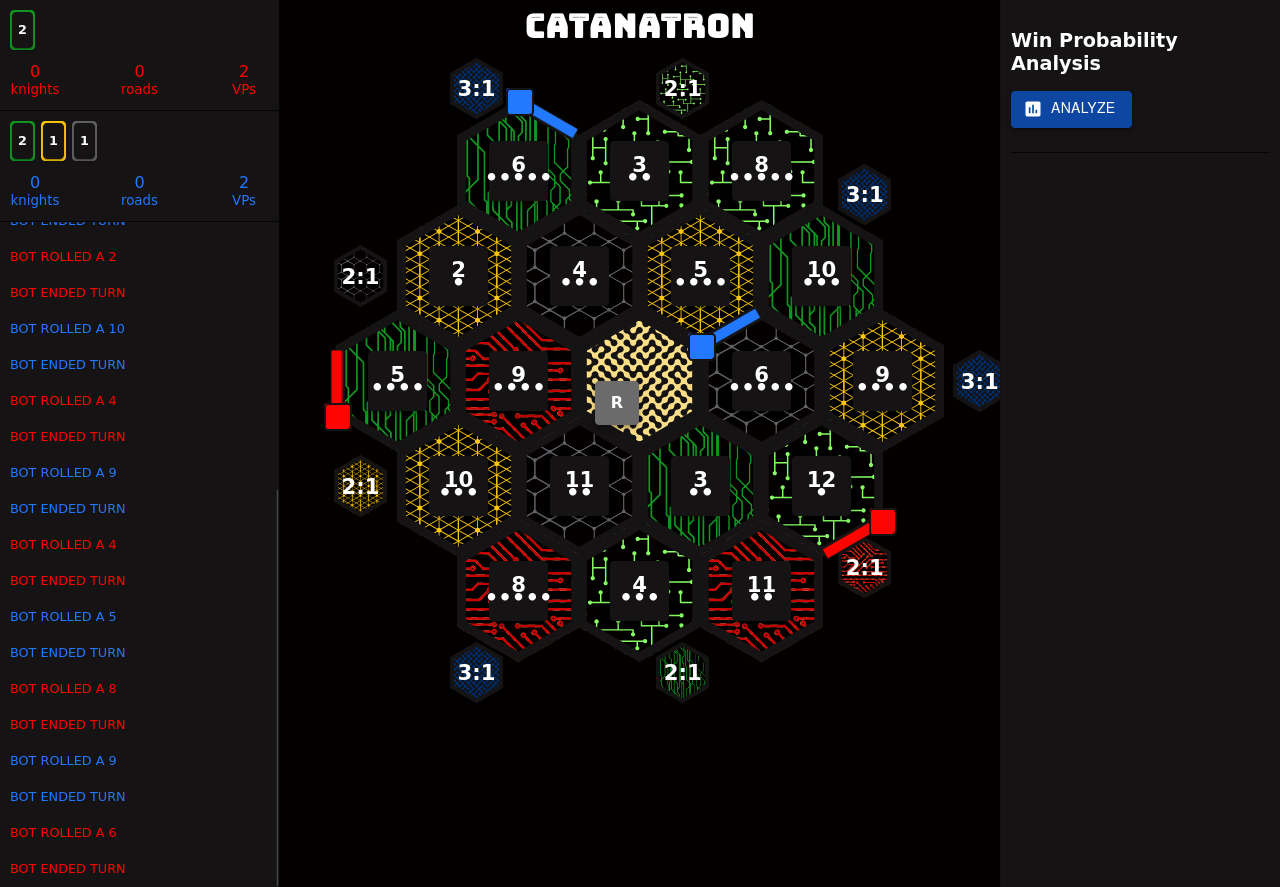 CATANATRON
2
0 0 2
knights roads VPs
2 1 1
0 0 2
knights roads VPs
BOT ENDED TURN
BOT ROLLED A 2
BOT ENDED TURN
BOT ROLLED A 10
BOT ENDED TURN
BOT ROLLED A 4
BOT ENDED TURN
BOT ROLLED A 9
BOT ENDED TURN
BOT ROLLED A 4
BOT ENDED TURN
BOT ROLLED A 5
BOT ENDED TURN
BOT ROLLED A 8
BOT ENDED TURN
BOT ROLLED A 9
BOT ENDED TURN
BOT ROLLED A 6
BOT ENDED TURN
3:1 2:1
6 3 8
3:1
2:1 2 4 5 10
5 9 6 9 3:1
R
2:1 10 11 3 12
2:1
8 4 11
3:1 2:1
Win Probability
Analysis
ANALYZE